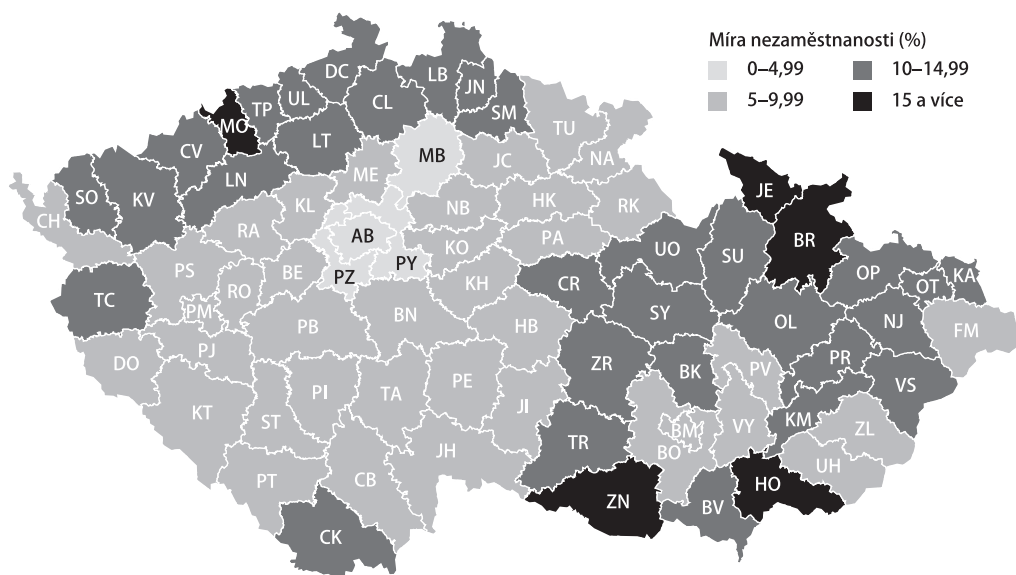 Míra nezaměstnanosti (%)
0–4,99 10–14,99
5–9,99 15 a více
DC LB JN
TP UL CL SM
MO
CV LT TU
MB NA
SO KV LN ME JC
CH RA KL NB HK RK
AB KO PA
PS BE PZ PY UO SU JE BR
TC RO KH CR OP OT KA
PM PB BN HB SY OL NJ FM
DO PJ ZR BK PV PR VS
KT ST PI TA PE JI
KM
TR BM VY ZL
BO
PT CB JH UH
ZN BV HO
CK